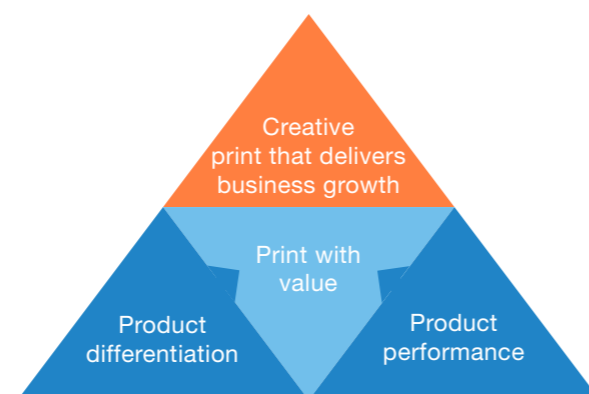 Creative
print that delivers
business growth
Print with
value
Product
differentiation
Product
performance